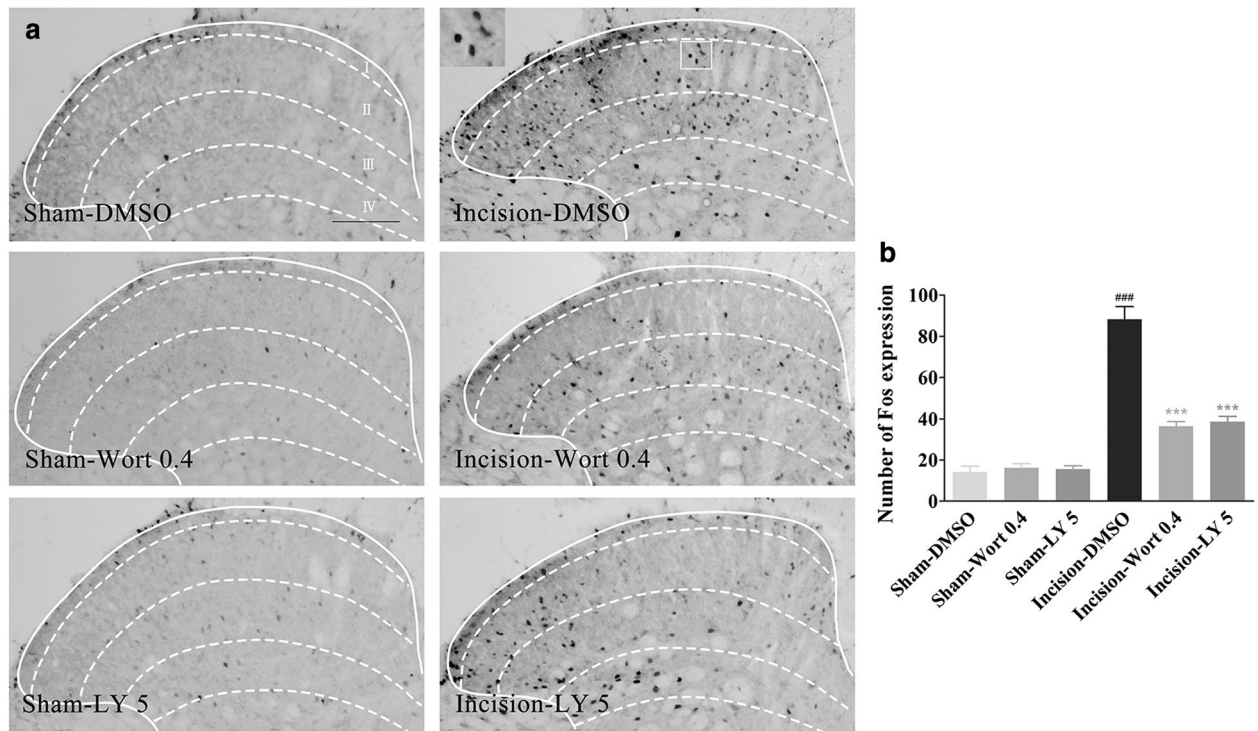 a
I
II
III
IV
Sham-DMSO
Incision-DMSO
Sham-Wort 0.4
Incision-Wort 0.4
Sham-LY 5
Incision-LY 5
b
Number of Fos expression
100
80
60
40
20
0
###
***
***
Sham-DMSO
Sham-Wort 0.4
Sham-LY 5
Incision-DMSO
Incision-Wort 0.4
Incision-LY 5